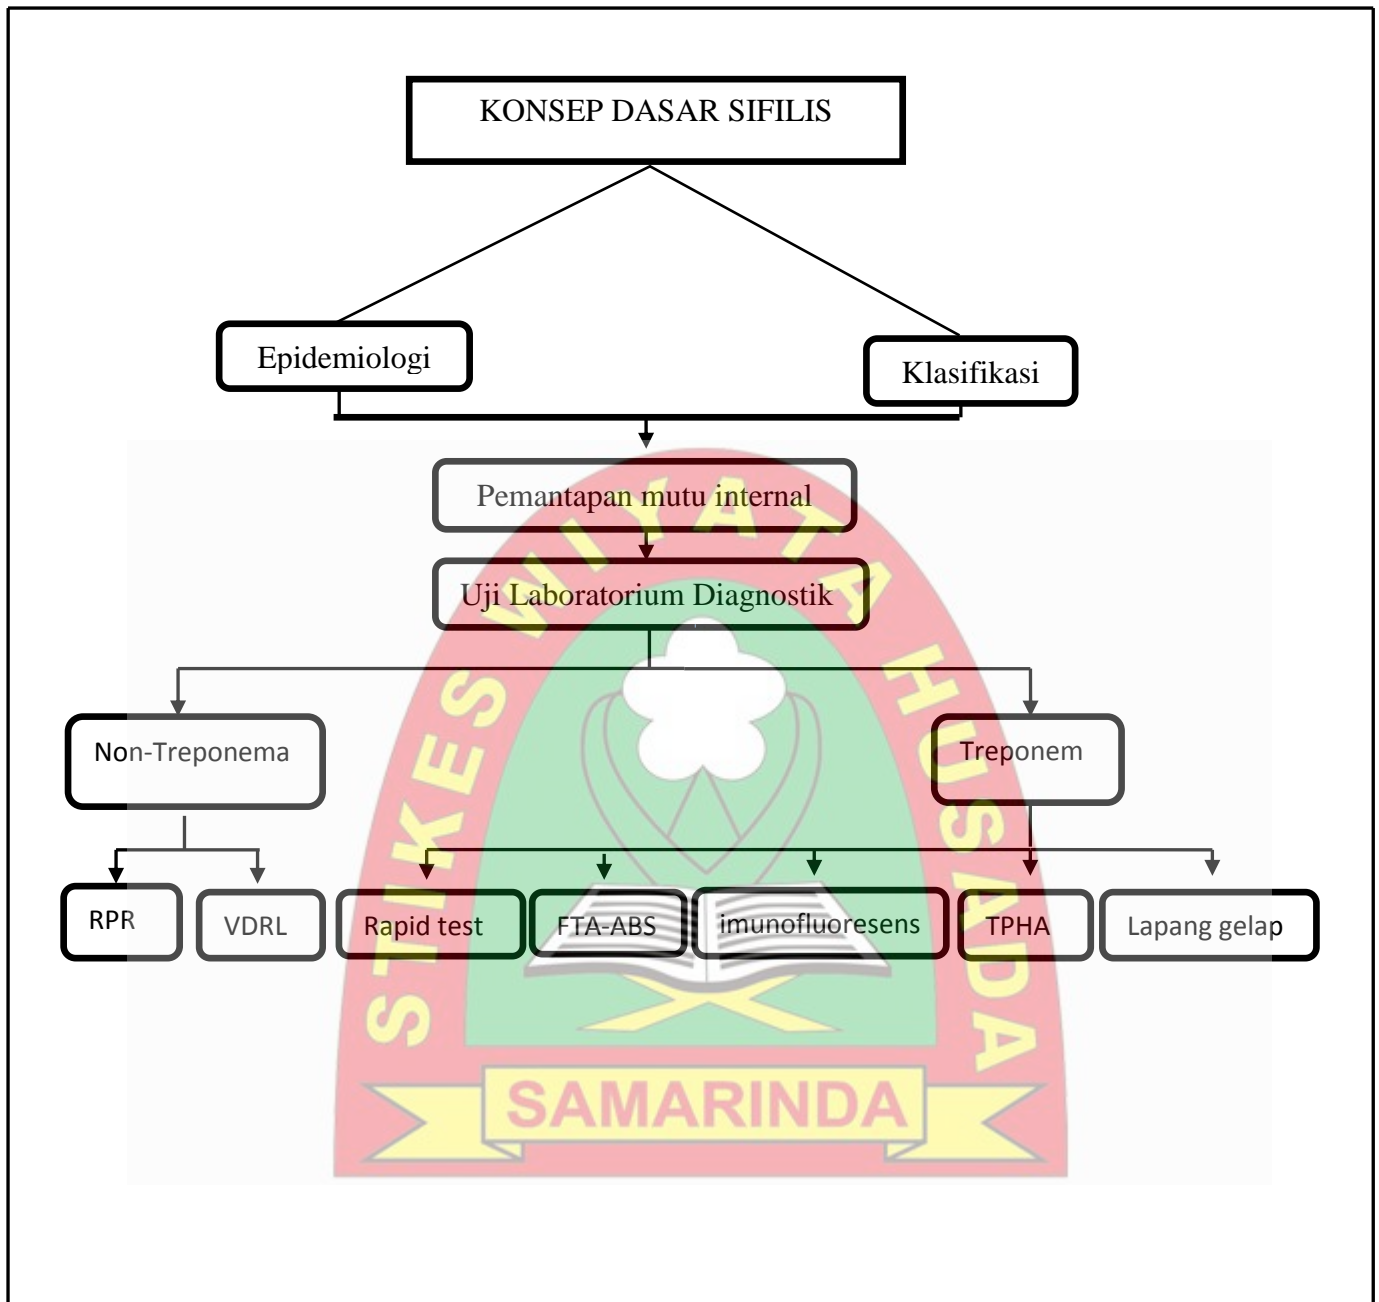 KONSEP DASAR SIFILIS
Epidemiologi
Klasifikasi
Pemantapan mutu internal
Uji Laboratorium Diagnostik
Non-Treponema
Treponem
RPR
VDRL
Rapid test
FTA-ABS
imunofluoresens
TPHA
Lapang gelap
STIKES WIYATA HUSADA
SAMARINDA